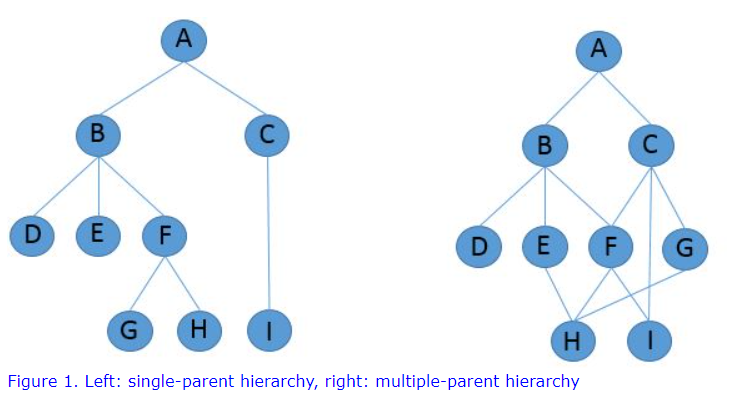 A
A
B
C
B
C
D
E
F
D
E
F
G
G
H
I
H
I
Figure 1. Left: single-parent hierarchy, right: multiple-parent hierarchy